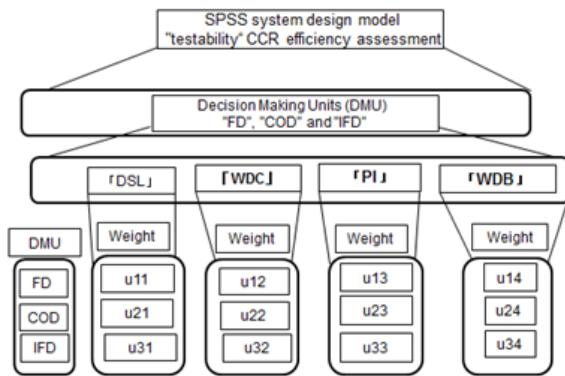 SPSS system design model
"testability" CCR efficiency assessment
Decision Making Units (DMU)
"FD", "COD" and "IFD"
「DSL」 「WDC」 「PI」 「WDB」
DMU Weight Weight Weight Weight
FD u11 u12 u13 u14
COD u21 u22 u23 u24
IFD u31 u32 u33 u34